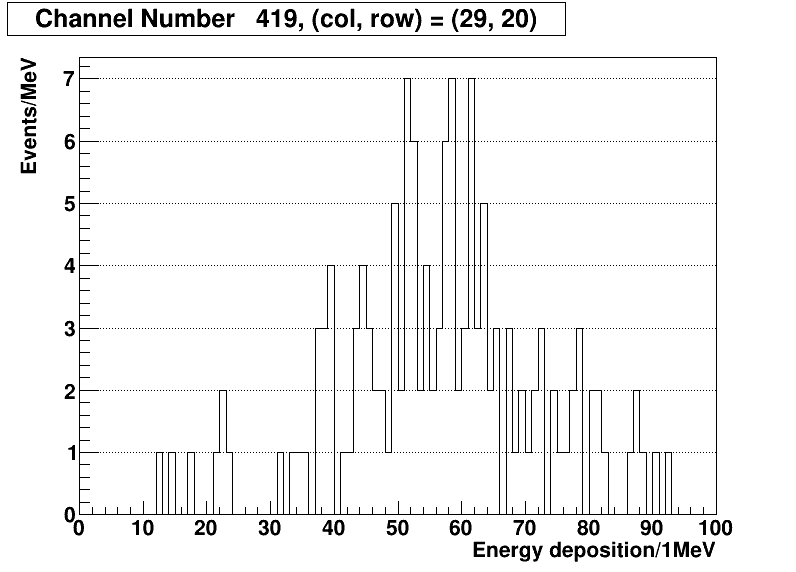 Channel Number 419, (col, row) = (29, 20)
Events/MeV
7
6
5
4
3
2
1
0
0 10 20 30 40 50 60 70 80 90 100
Energy deposition/1MeV